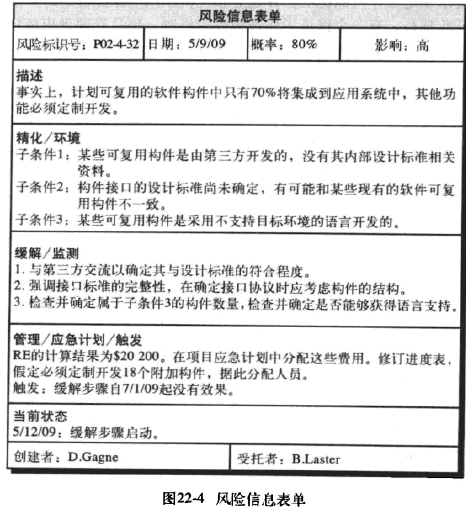 风险信息表单
风险标识号：P02-4-32 日期：5/9/09 概率：80% 影响：高
描述
事实上，计划可复用的软件构件中只有70%将集成到应用系统中，其他功
能必须定制开发。
精化/环境
子条件1：某些可复用构件是由第三方开发的，没有其内部设计标准相关
资料。
子条件2：构件接口的设计标准尚未确定，有可能和某些现有的软件可复
用构件不一致。
子条件3：某些可复用构件是采用不支持目标环境的语言开发的。
缓解/监测
1. 与第三方交流以确定其与设计标准的符合程度。
2. 强调接口标准的完整性，在确定接口协议时应考虑构件的结构。
3. 检查并确定属于子条件3的构件数量，检查并确定是否能够获得语言支持。
管理/应急计划/触发
RE的计算结果为$20 200。在项目应急计划中分配这些费用。修订进度表，
假定必须定制开发18个附加构件，据此分配人员。
触发：缓解步骤自7/1/09起没有效果。
当前状态
5/12/09：缓解步骤启动。
创建者：D.Gagne 受托者：B.Laster
图22-4 风险信息表单